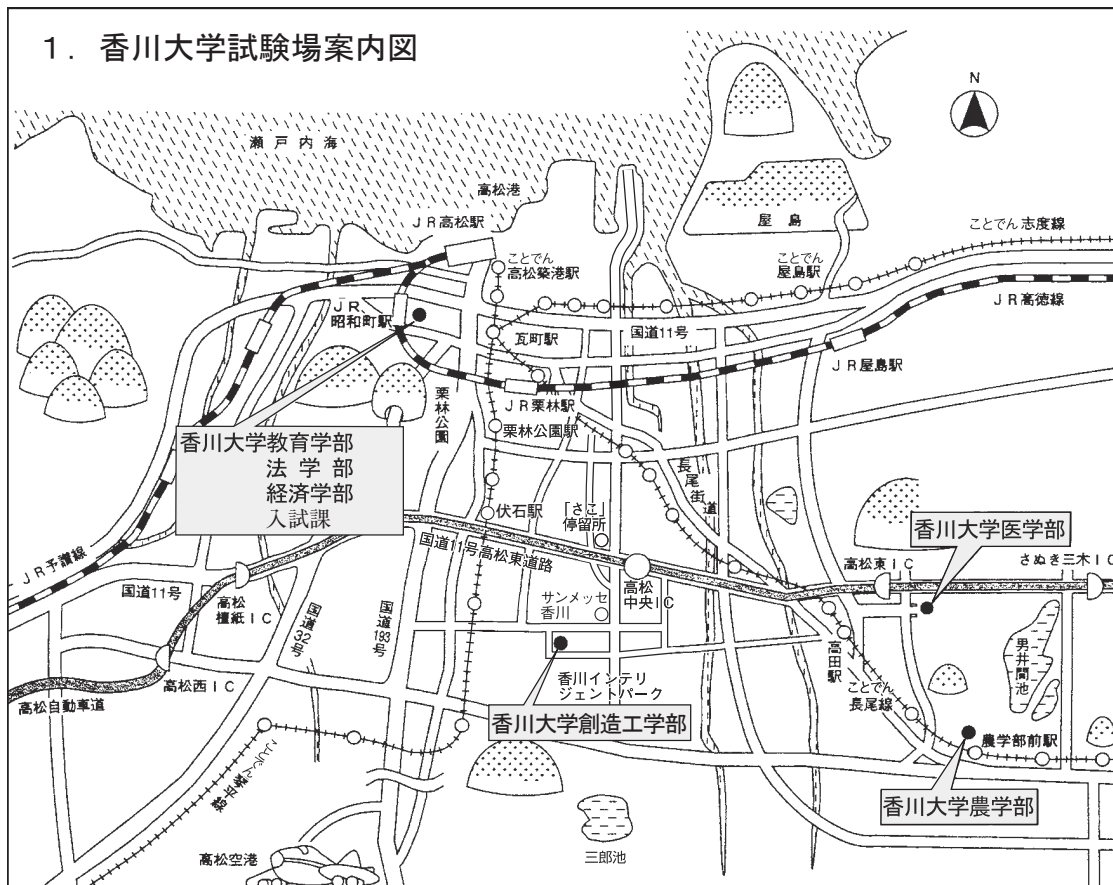 1. 香川大学試験場案内図
N
瀬戸内海
高松港
JR高松駅
屋島
ことでん 志度線
ことでん
高松築港駅
ことでん
屋島駅
JR高徳線
JR
昭和町駅
瓦町駅
国道11号
JR屋島駅
JR栗林駅
栗林公園
栗林公園駅
香川大学教育学部
法学部
経済学部
入試課
長尾街道
伏石駅
「さこ」
停留所
香川大学医学部
国道11号高松東道路
高松東IC
さぬき三木IC
JR予讃線
国道11号
高松
檀紙IC
高松
中央IC
サンメッセ
香川
国道32号
国道193号
高田駅
男井間池
高松西IC
高松自動車道
香川インテリ
ジェントパーク
ことでん
長尾線
香川大学創造工学部
農学部前駅
ことでん琴平線
香川大学農学部
三郎池
高松空港